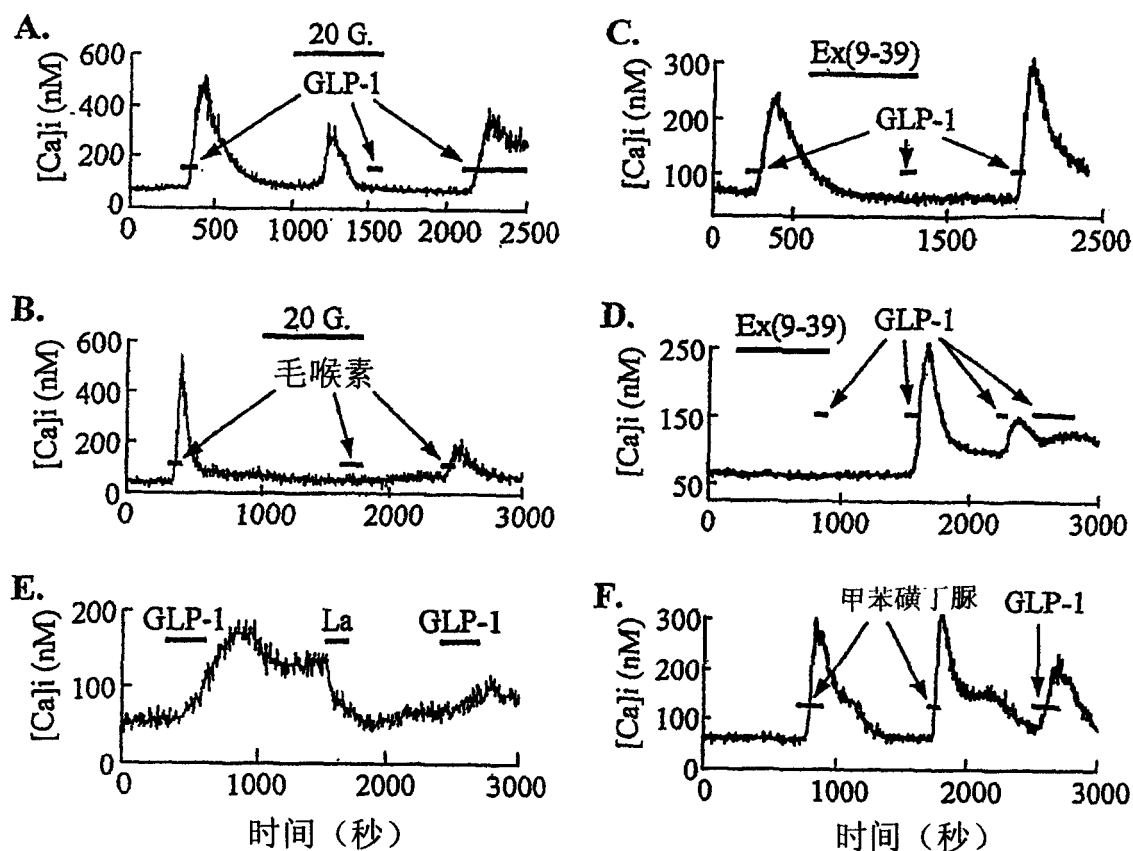 A.
20 G.
GLP-1
[Ca]i (nM)
600
400
200
0
0 500 1000 1500 2000 2500
C.
Ex(9-39)
GLP-1
[Ca]i (nM)
300
200
100
0 500 1500 2400
B.
20 G.
毛喉素
[Ca]i (nM)
600
400
200
0
0 1000 2000 3000
D.
Ex(9-39)
GLP-1
[Ca]i (nM)
250
150
50
0 1000 2000 3000
E.
GLP-1 La GLP-1
[Ca]i (nM)
200
100
0
0 1000 2000 3000
时间（秒）
F.
甲苯磺丁脲 GLP-1
[Ca]i (nM)
300
200
100
0
0 1000 2000 3000
时间（秒）